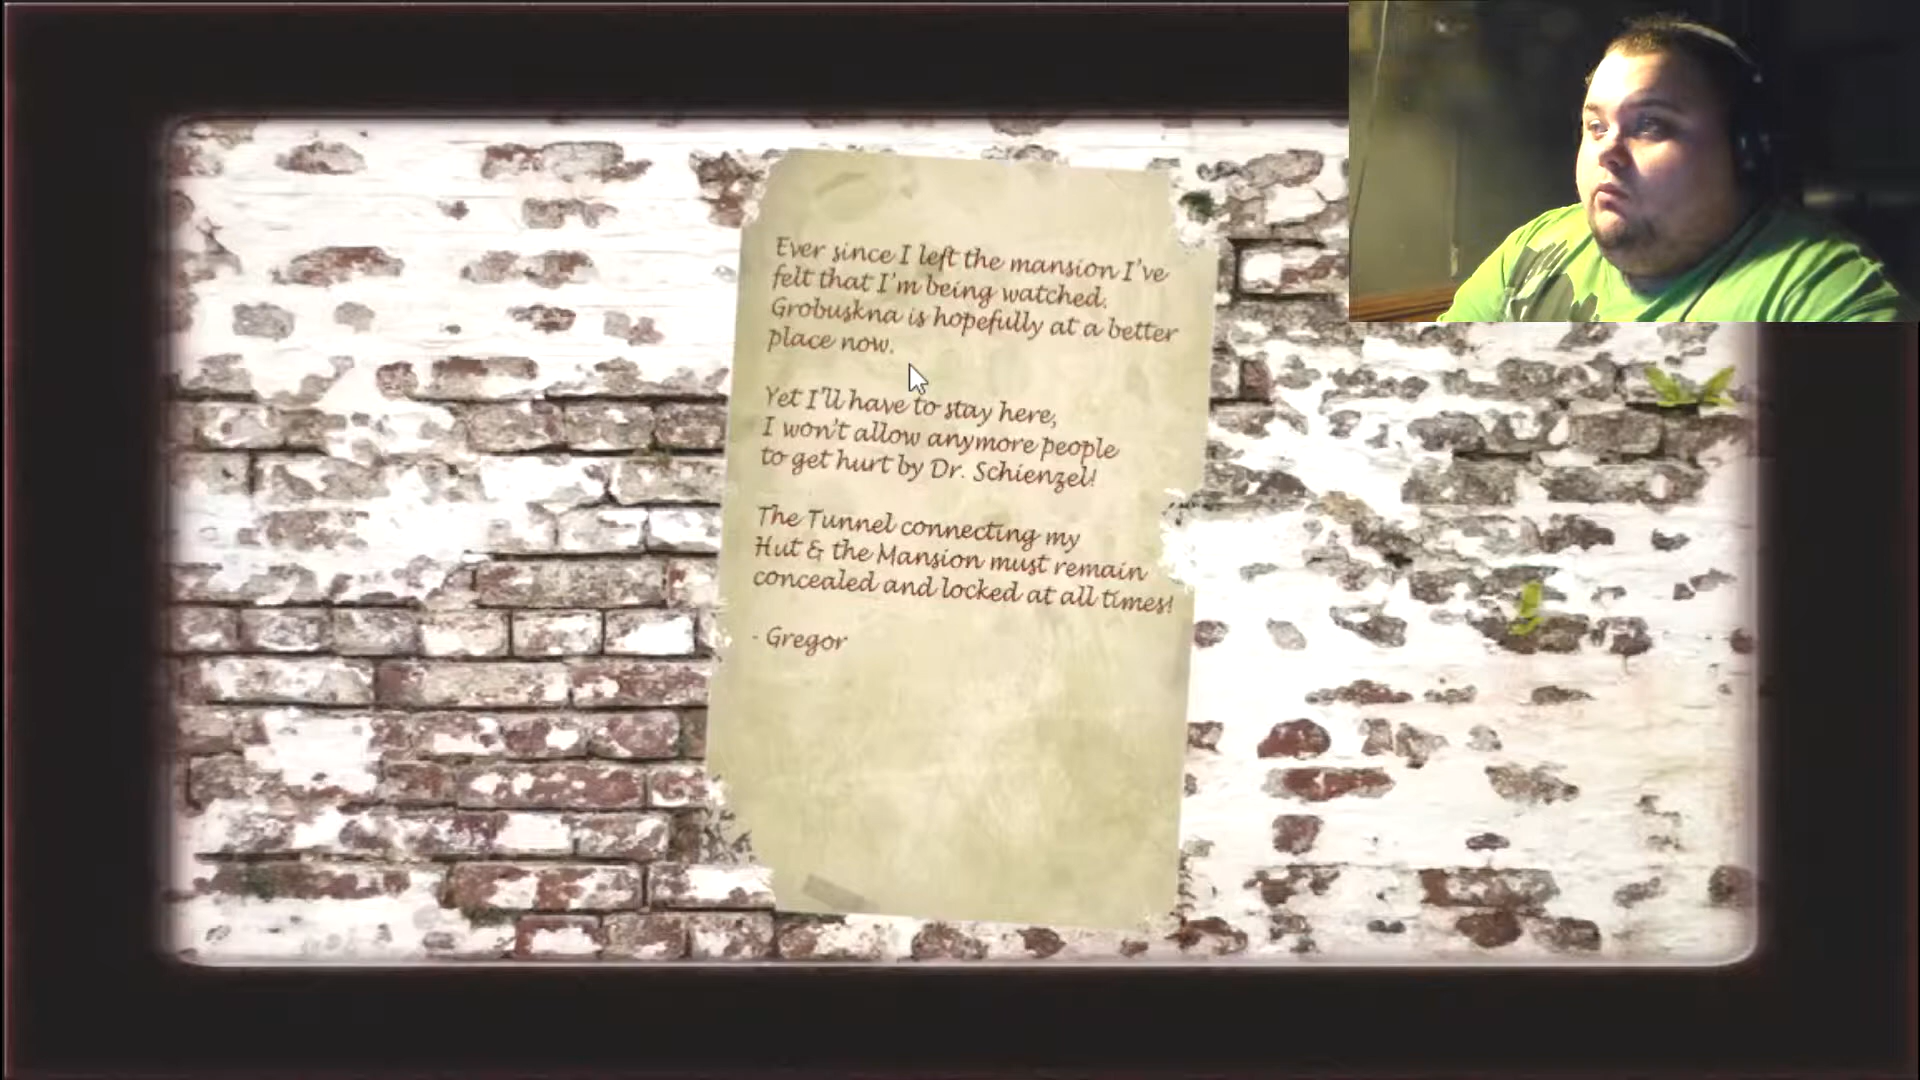 Ever since I left the mansion I've
felt that I'm being watched.
Grobuskna is hopefully at a better
place now.
Yet I'll have to stay here,
I won't allow anymore people
to get hurt by Dr. Schienzel!
The Tunnel connecting my
Hut & the Mansion must remain
concealed and locked at all times!
- Gregor